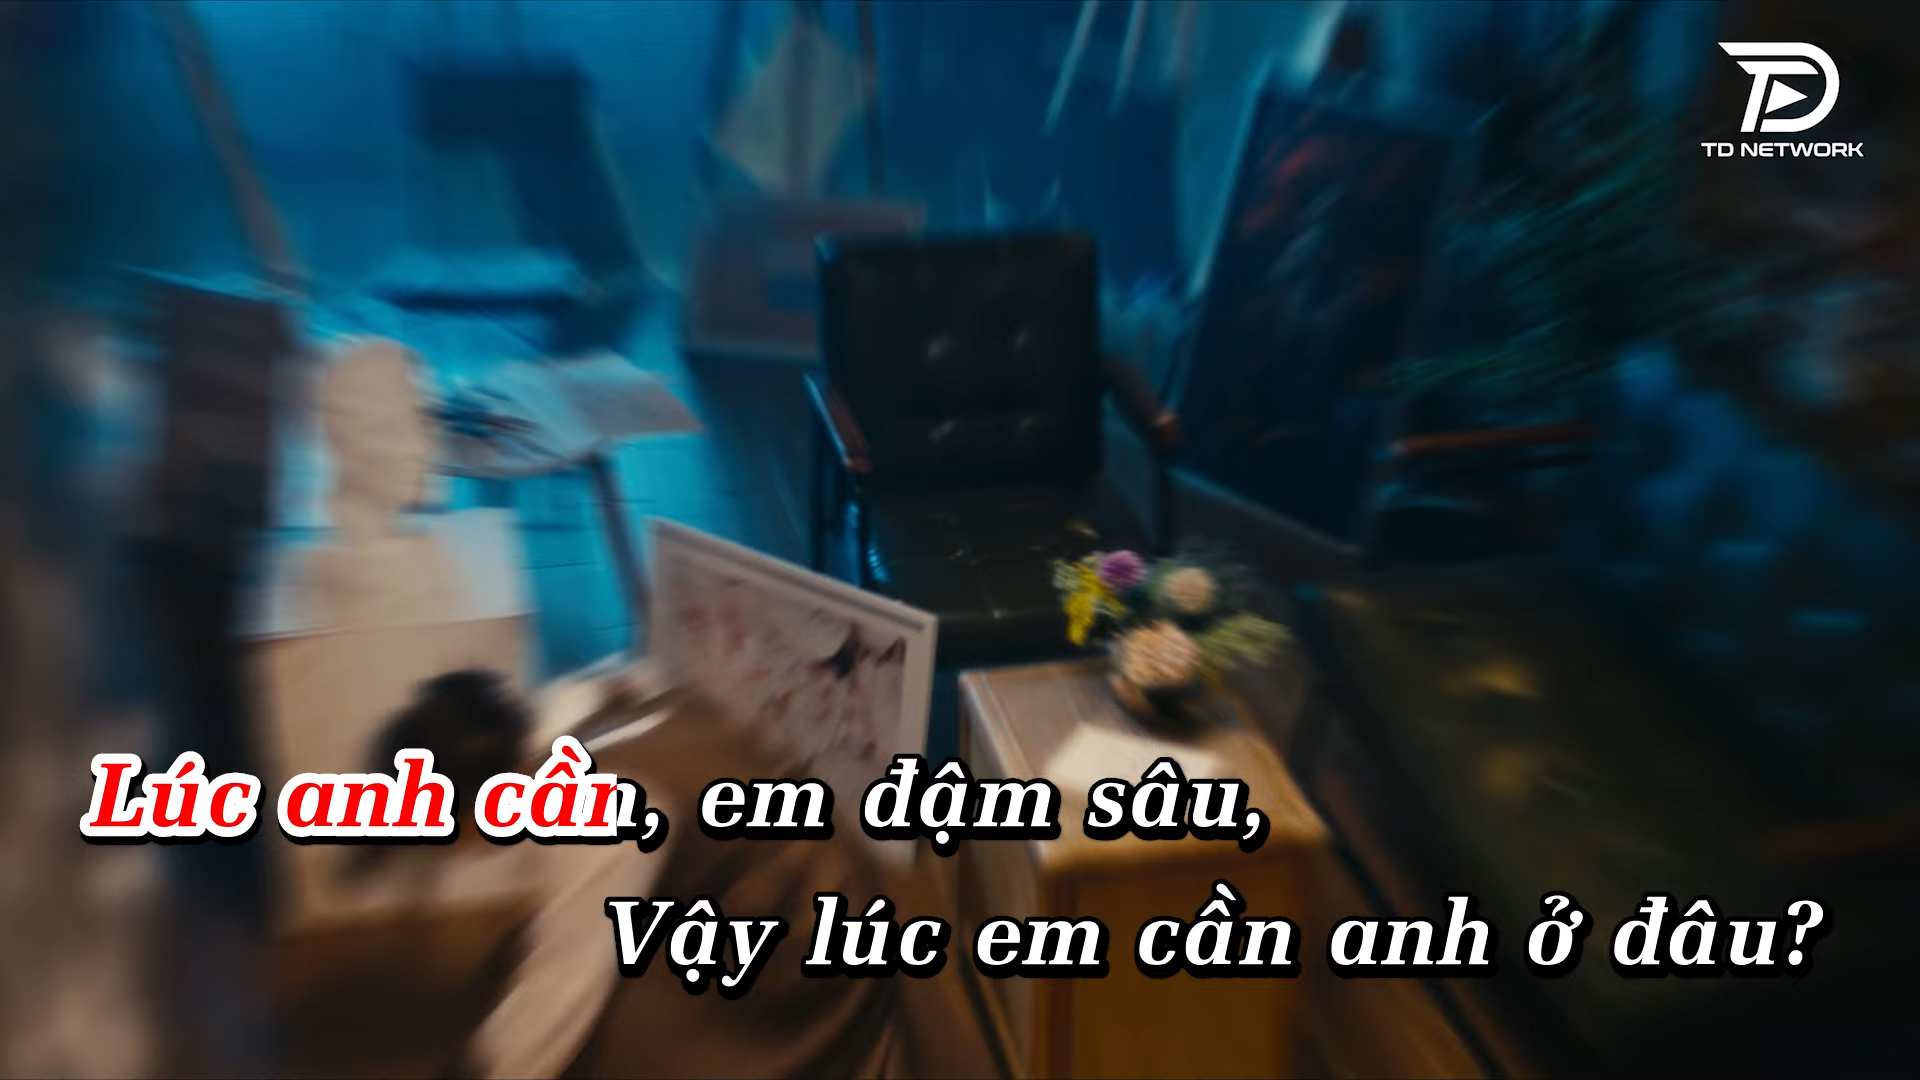 TD NETWORK
Lúc anh cần, em đậm sâu,
Vậy lúc em cần anh ở đâu?